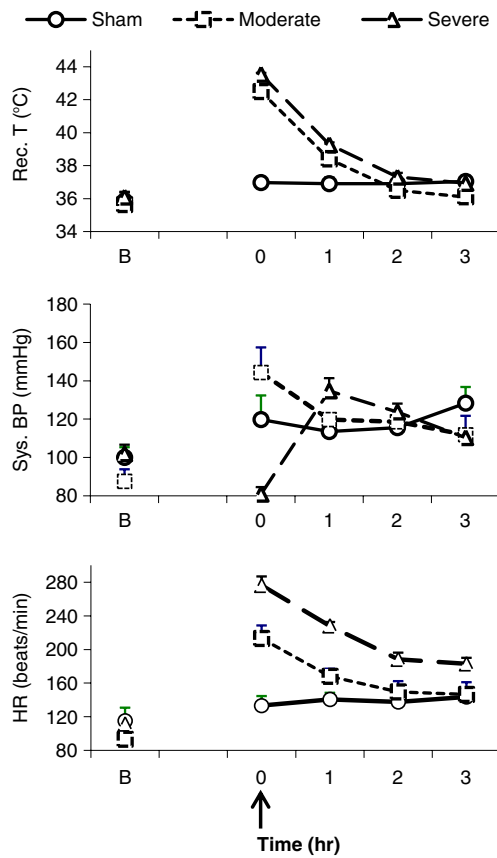 Sham Moderate Severe
Rec. T (°C)
44
42
40
38
36
34
B 0 1 2 3
Sys. BP (mmHg)
180
160
140
120
100
80
B 0 1 2 3
HR (beats/min)
280
240
200
160
120
80
B 0 1 2 3
Time (hr)